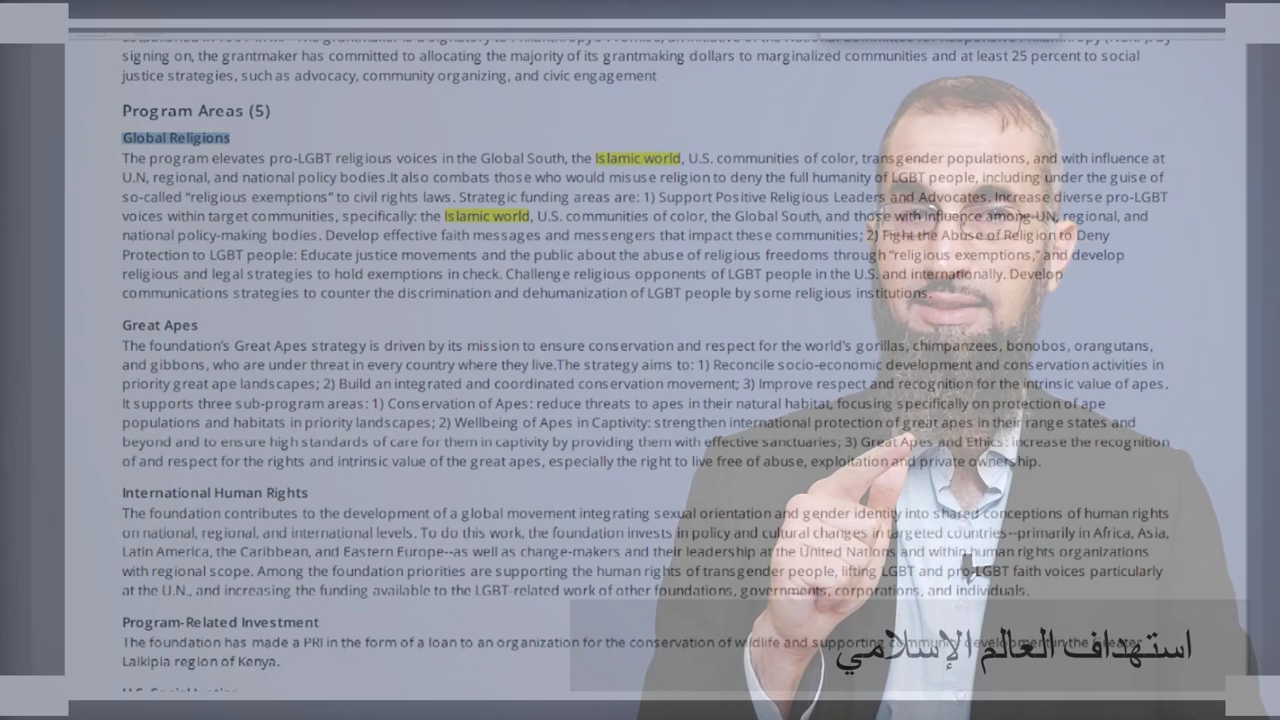 signing on, the grantmaker has committed to allocating the majority of its grantmaking dollars to marginalized communities and at least 25 percent to social
justice strategies, such as advocacy, community organizing, and civic engagement
Program Areas (5)
Global Religions
The program elevates pro-LGBT religious voices in the Global South, the Islamic world, U.S. communities of color, transgender populations, and with influence at
U.N, regional, and national policy bodies.It also combats those who would misuse religion to deny the full humanity of LGBT people, including under the guise of
so-called “religious exemptions” to civil rights laws. Strategic funding areas are: 1) Support Positive Religious Leaders and Advocates. Increase diverse pro-LGBT
voices within target communities, specifically: the Islamic world, U.S. communities of color, the Global South, and those with influence among UN, regional, and
national policy-making bodies. Develop effective faith messages and messengers that impact these communities; 2) Fight the Abuse of Religion to Deny
Protection to LGBT people: Educate justice movements and the public about the abuse of religious freedoms through “religious exemptions,” and develop
religious and legal strategies to hold exemptions in check. Challenge religious opponents of LGBT people in the U.S. and internationally. Develop
communications strategies to counter the discrimination and dehumanization of LGBT people by some religious institutions.
Great Apes
The foundation's Great Apes strategy is driven by its mission to ensure conservation and respect for the world's gorillas, chimpanzees, bonobos, orangutans,
and gibbons, who are under threat in every country where they live.The strategy aims to: 1) Reconcile socio-economic development and conservation activities in
priority great ape landscapes; 2) Build an integrated and coordinated conservation movement; 3) Improve respect and recognition for the intrinsic value of apes.
It supports three sub-program areas: 1) Conservation of Apes: reduce threats to apes in their natural habitat, focusing specifically on protection of ape
populations and habitats in priority landscapes; 2) Wellbeing of Apes in Captivity: strengthen international protection of great apes in range states and
beyond and to ensure high standards of care for them in captivity by providing them with effective sanctuaries; 3) Great Apes and Ethics: increase the recognition
of and respect for the rights and intrinsic value of the great apes, especially the right to live free of abuse, exploitation and private ownership.
International Human Rights
The foundation contributes to the development of a global movement integrating sexual orientation and gender identity into shared conceptions of human rights
on national, regional, and international levels. To do this work, the foundation invests in policy and cultural changes in targeted countries--primarily in Africa, Asia,
Latin America, the Caribbean, and Eastern Europe--as well as change-makers and their leadership at the United Nations and within human rights organizations
with regional scope. Among the foundation priorities are supporting the human rights of transgender people, lifting LGBT and pro-LGBT faith voices particularly
at the U.N., and increasing the funding available to the LGBT-related work of other foundations, governments, corporations, and individuals.
Program-Related Investment
The foundation has made a PRI in the form of a loan to an organization for the conservation of wildlife and supporting community development in the greater
Laikipia region of Kenya.
استهداف العالم الإسلامي